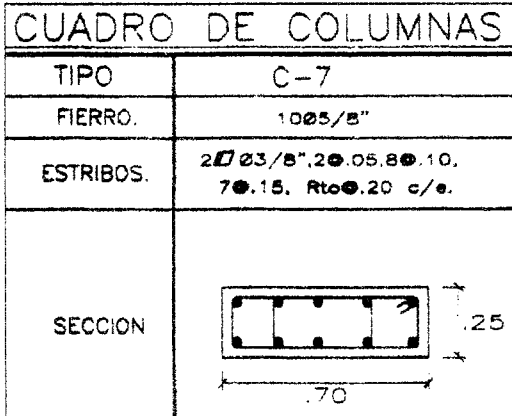 CUADRO DE COLUMNAS
TIPO C-7
FIERRO. 10Ø5/8"
ESTRIBOS. 2 Ø3/8",2@.05,8@.10,
7@.15, Rto@.20 c/e.
SECCION
.25
.70